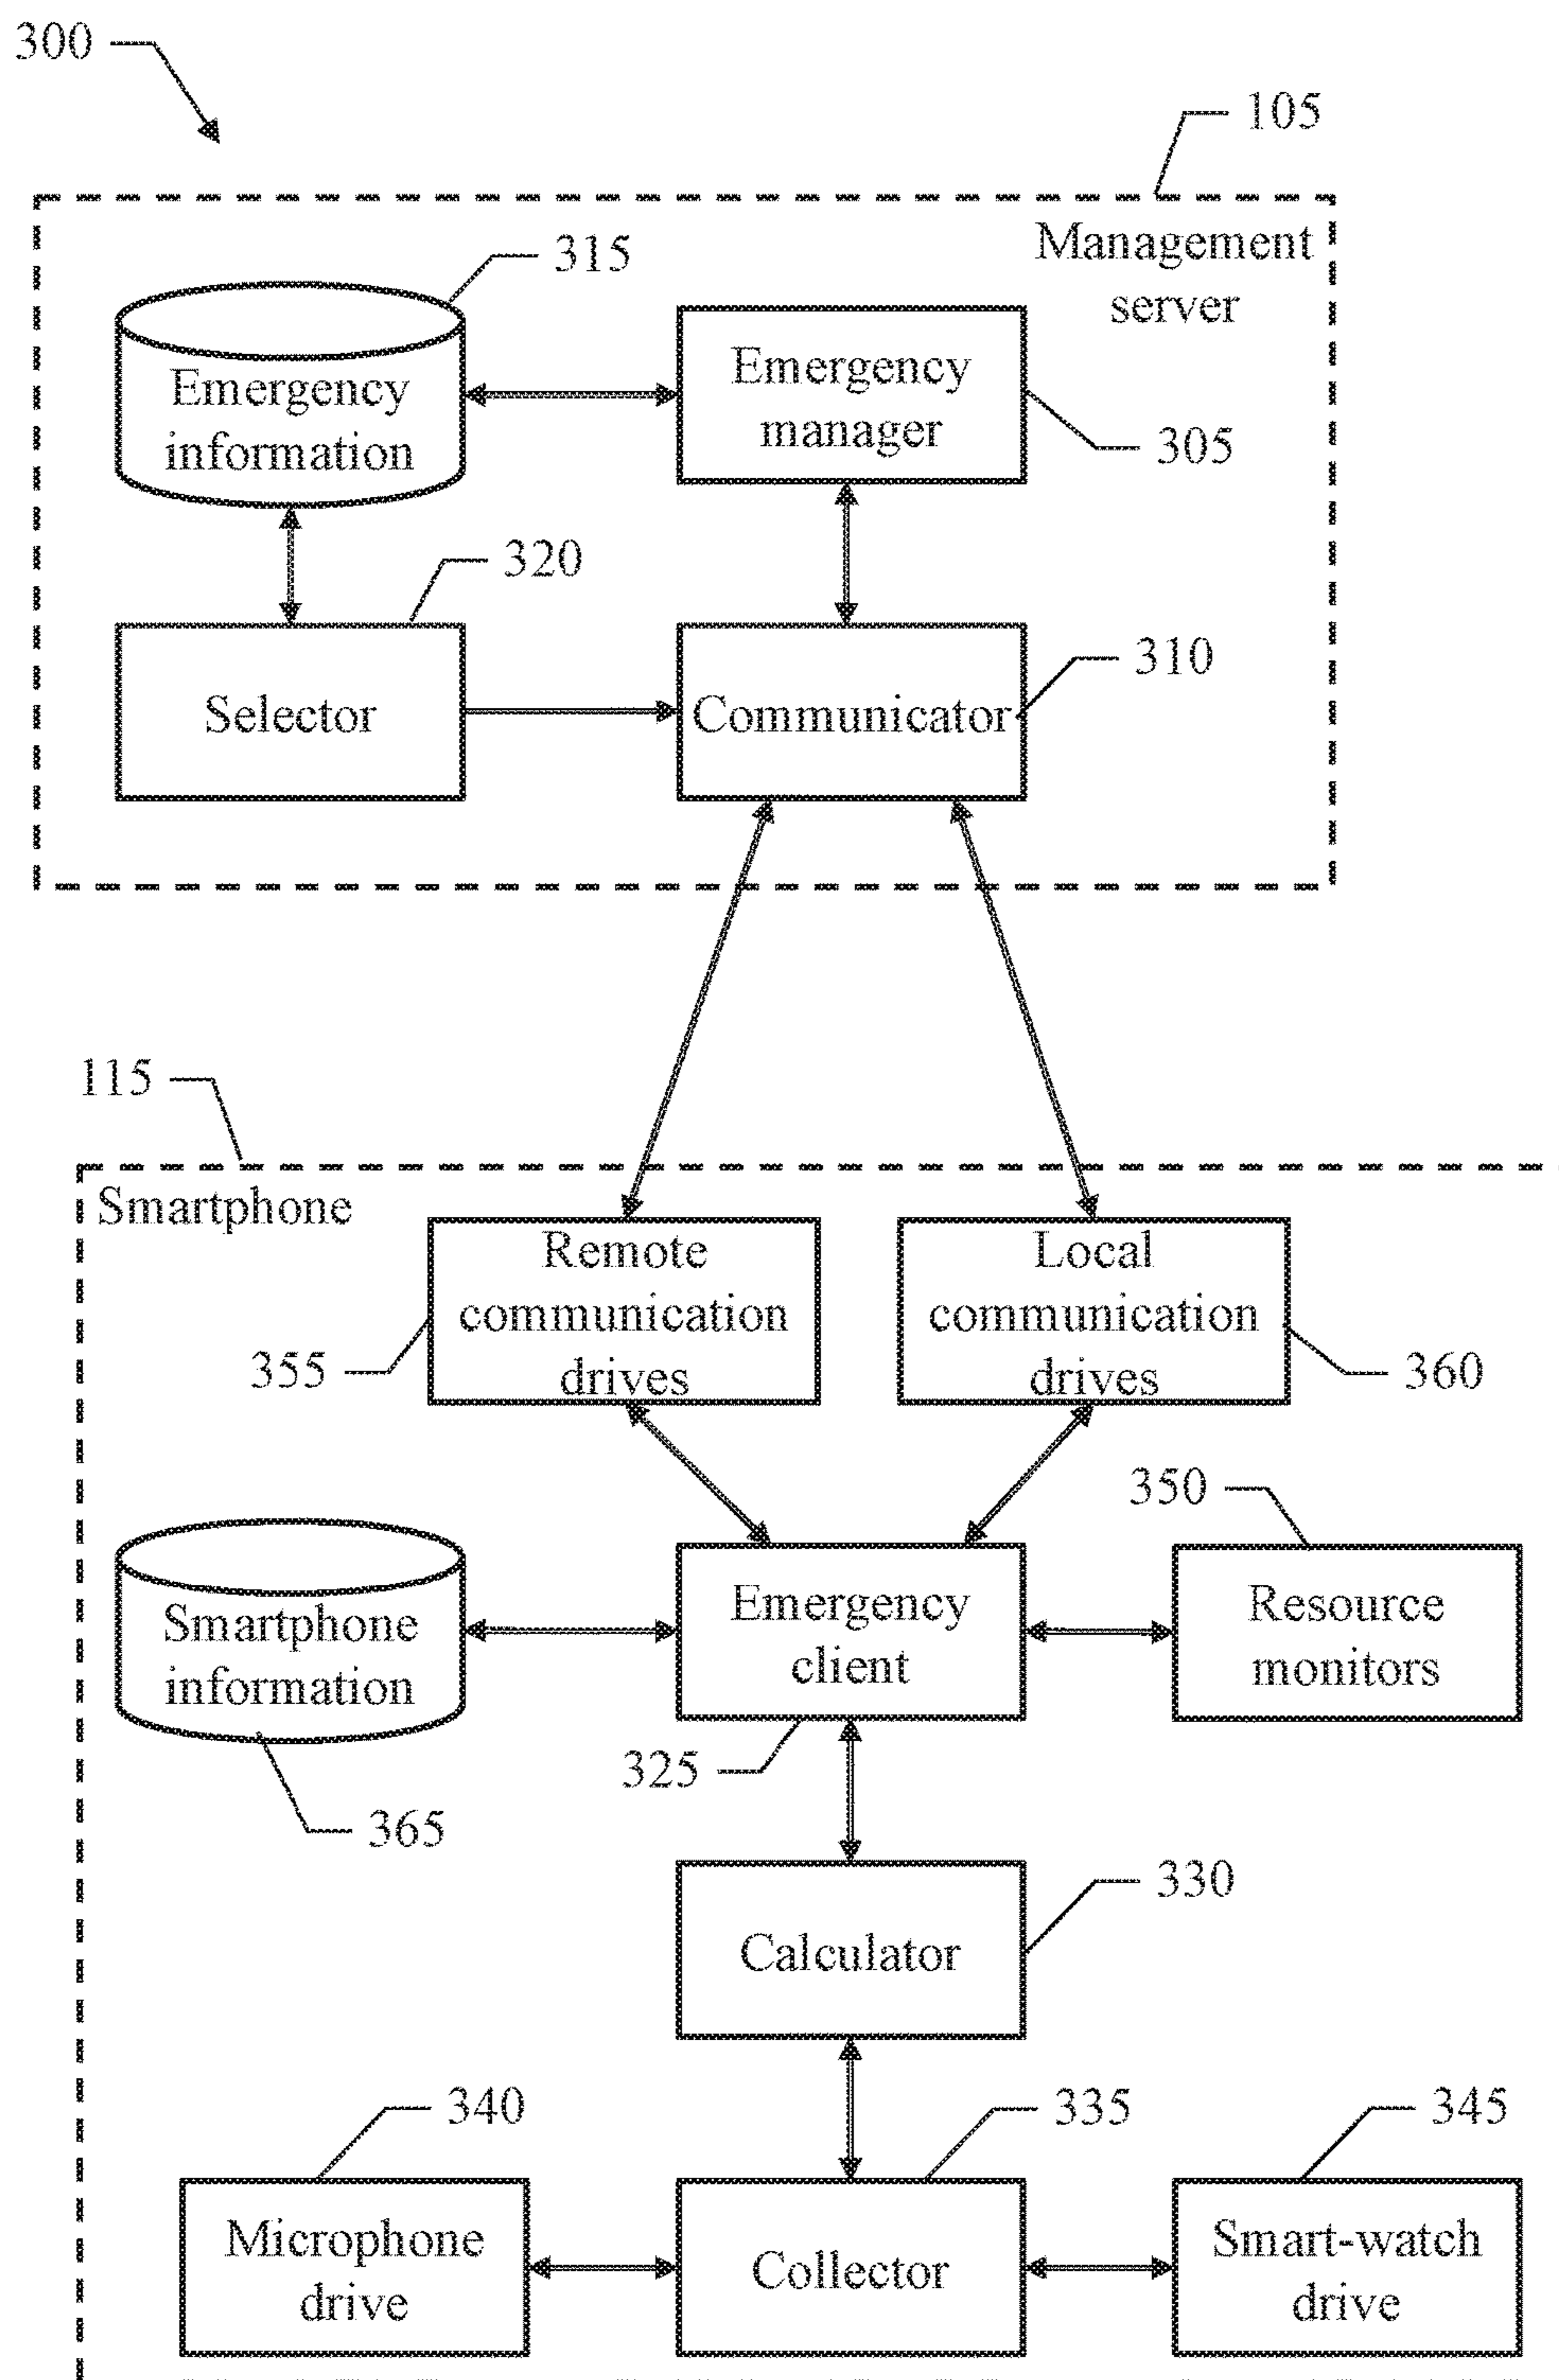 300
105
Management
server
315
Emergency
information
Emergency
manager
305
320
Selector
Communicator
310
115
Smartphone
Remote
communication
drives
355
Local
communication
drives
360
350
Smartphone
information
365
Emergency
client
325
Resource
monitors
Calculator
330
340
335
345
Microphone
drive
Collector
Smart-watch
drive